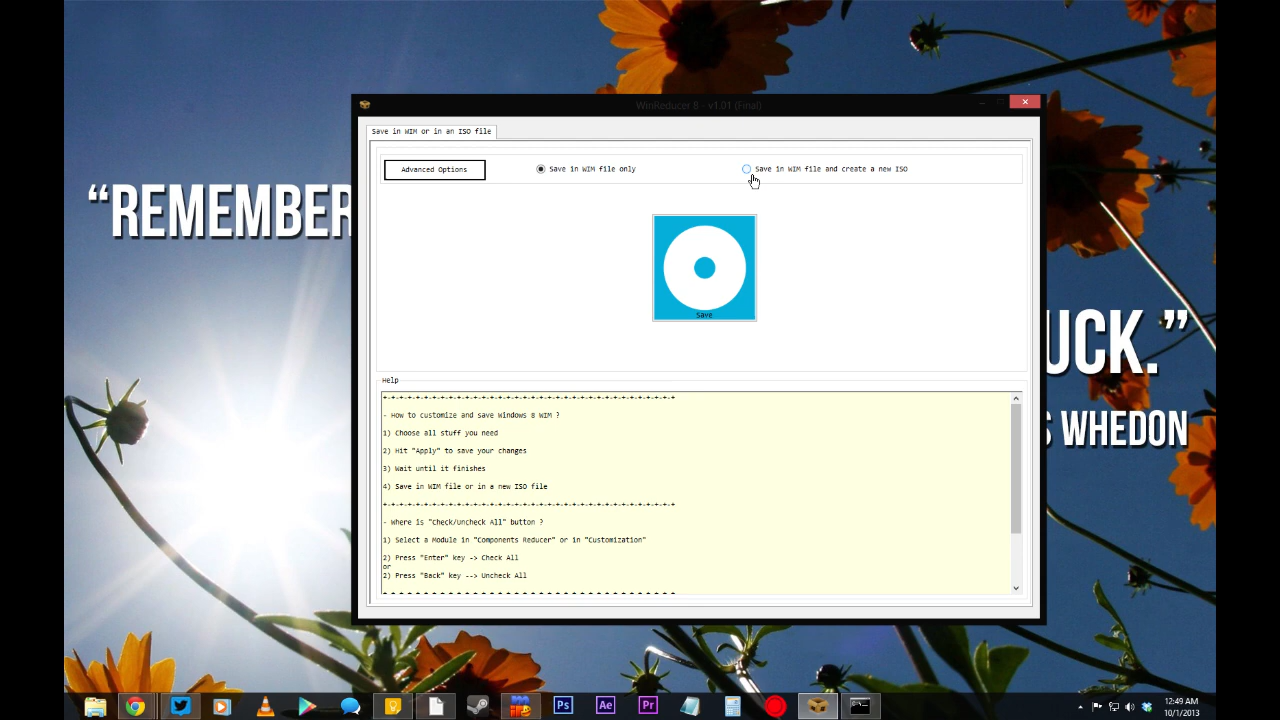 WinReducer 8 - v1.01 (Final)
Save in WIM or in an ISO file
Advanced Options
Save in WIM file only
Save in WIM file and create a new ISO
“REMEMBER
Save
UCK.”
WHEDON
Help
+-+-+-+-+-+-+-+-+-+-+-+-+-+-+-+-+-+-+-+-+-+-+-+-+-+-+-+-+-+-+-+-+-+-+
- How to customize and save Windows 8 WIM ?
1) Choose all stuff you need
2) Hit "Apply" to save your changes
3) Wait until it finishes
4) Save in WIM file or in a new ISO file
+-+-+-+-+-+-+-+-+-+-+-+-+-+-+-+-+-+-+-+-+-+-+-+-+-+-+-+-+-+-+-+-+-+-+
- Where is "Check/uncheck All" button ?
1) Select a Module in "Components Reducer" or in "Customization"
2) Press "Enter" key -> Check All
or
2) Press "Back" key --> Uncheck All
Ps
Ae
Pr
12:49 AM
10/1/2013